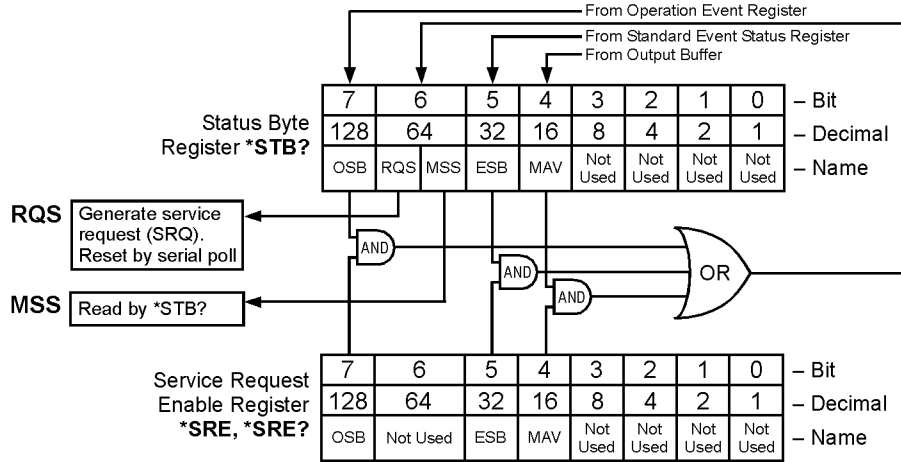 From Operation Event Register
From Standard Event Status Register
From Output Buffer
7 6 5 4 3 2 1 0 – Bit
Status Byte
Register *STB?
128 64 32 16 8 4 2 1 – Decimal
OSB RQS MSS ESB MAV Not Used Not Used Not Used Not Used – Name
RQS
Generate service
request (SRQ).
Reset by serial poll
AND
AND
AND
OR
MSS
Read by *STB?
7 6 5 4 3 2 1 0 – Bit
Service Request
Enable Register
*SRE, *SRE?
128 64 32 16 8 4 2 1 – Decimal
OSB Not Used ESB MAV Not Used Not Used Not Used Not Used – Name